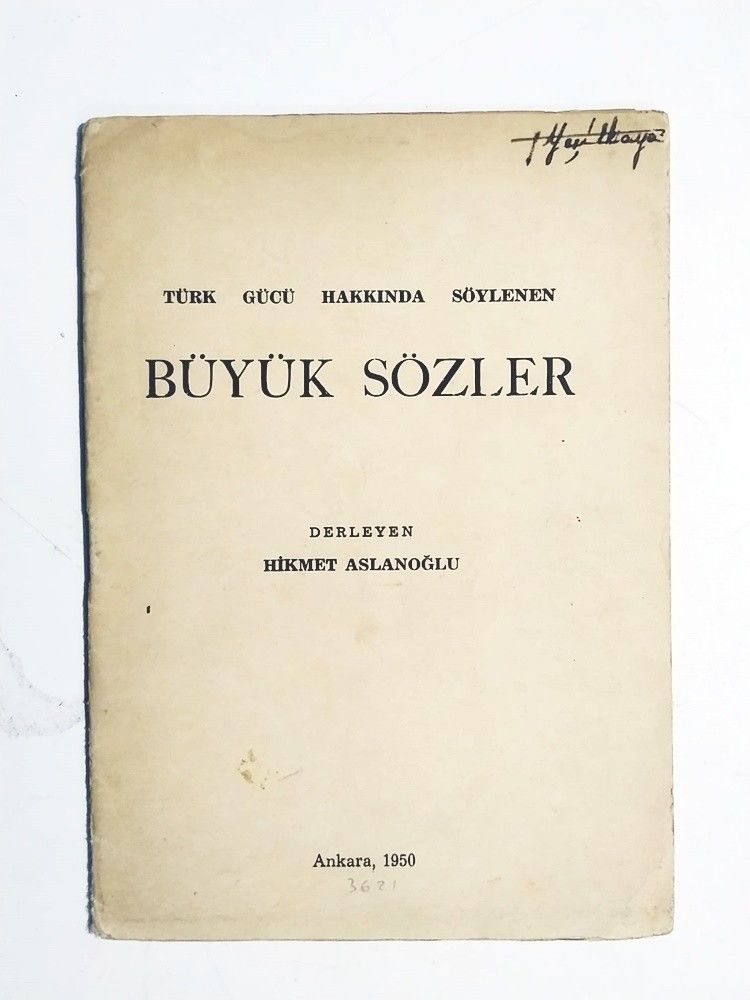 TÜRK GÜCÜ HAKKINDA SÖYLENEN
BÜYÜK SÖZLER
DERLEYEN
HİKMET ASLANOĞLU
Ankara, 1950
3621